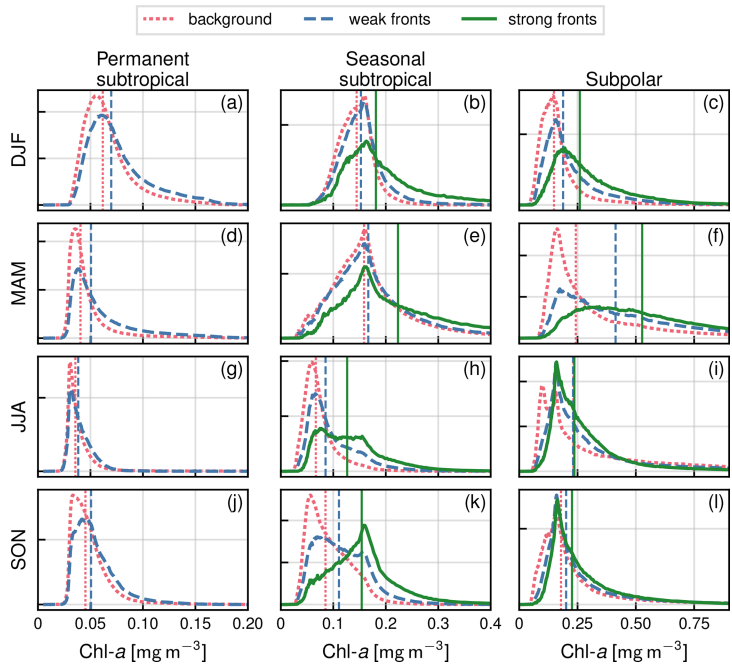 background weak fronts strong fronts
Permanent subtropical Seasonal subtropical Subpolar
DJF (a) (b) (c)
MAM (d) (e) (f)
JJA (g) (h) (i)
SON (j) (k) (l)
0 0.05 0.10 0.15 0.20 0 0.1 0.2 0.3 0.4 0 0.25 0.50 0.75
Chl-a [mg m⁻³] Chl-a [mg m⁻³] Chl-a [mg m⁻³]